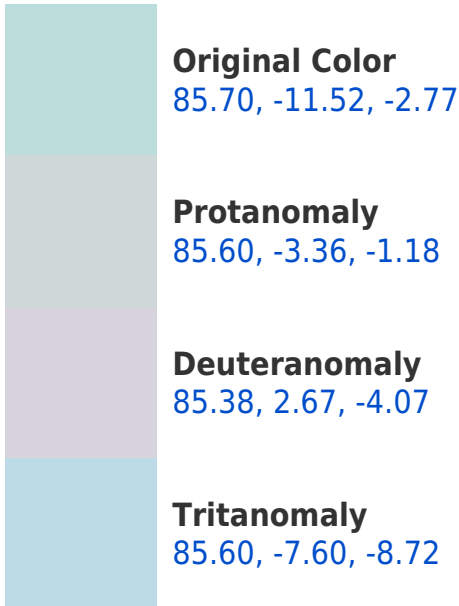 Original Color
85.70, -11.52, -2.77
Protanomaly
85.60, -3.36, -1.18
Deuteranomaly
85.38, 2.67, -4.07
Tritanomaly
85.60, -7.60, -8.72